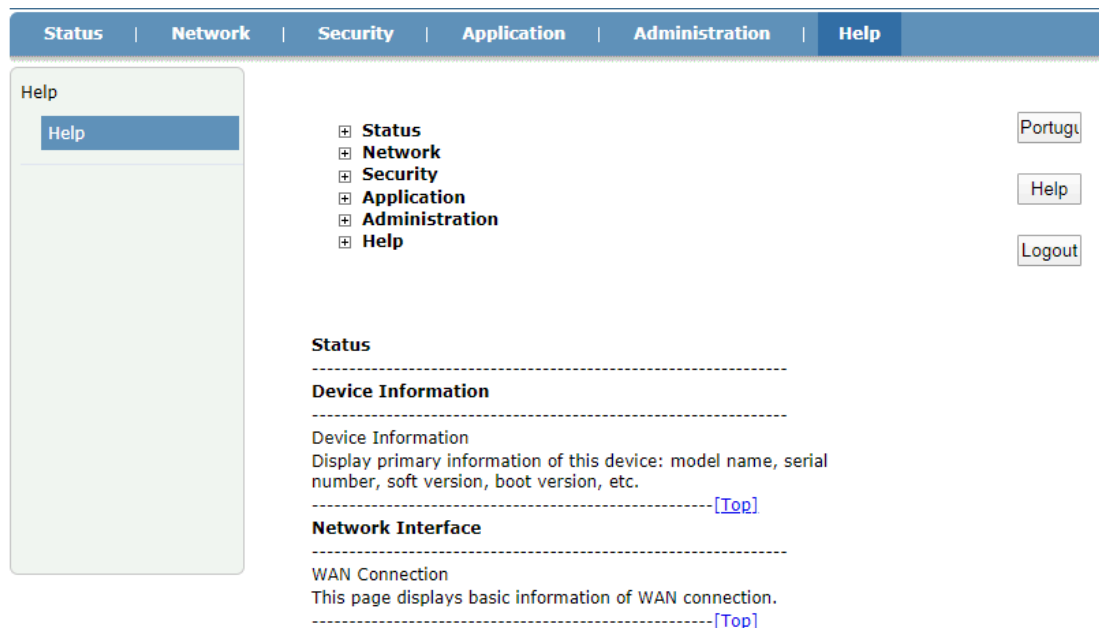 Status | Network | Security | Application | Administration | Help
Help
Help
Status
Network
Security
Application
Administration
Help
Portugu
Help
Logout
Status
----------------------------------------------------------------
Device Information
----------------------------------------------------------------
Device Information
Display primary information of this device: model name, serial
number, soft version, boot version, etc.
------------------------------------------------------[Top]
Network Interface
----------------------------------------------------------------
WAN Connection
This page displays basic information of WAN connection.
------------------------------------------------------[Top]